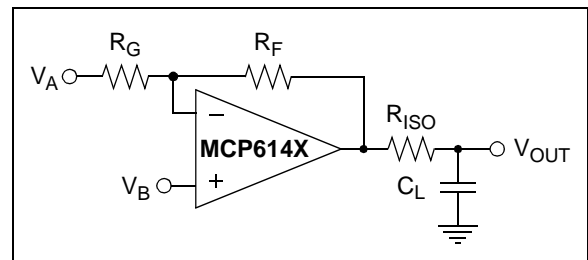 R_G
R_F
V_A
R_ISO
−
MCP614X
V_OUT
+
V_B
C_L